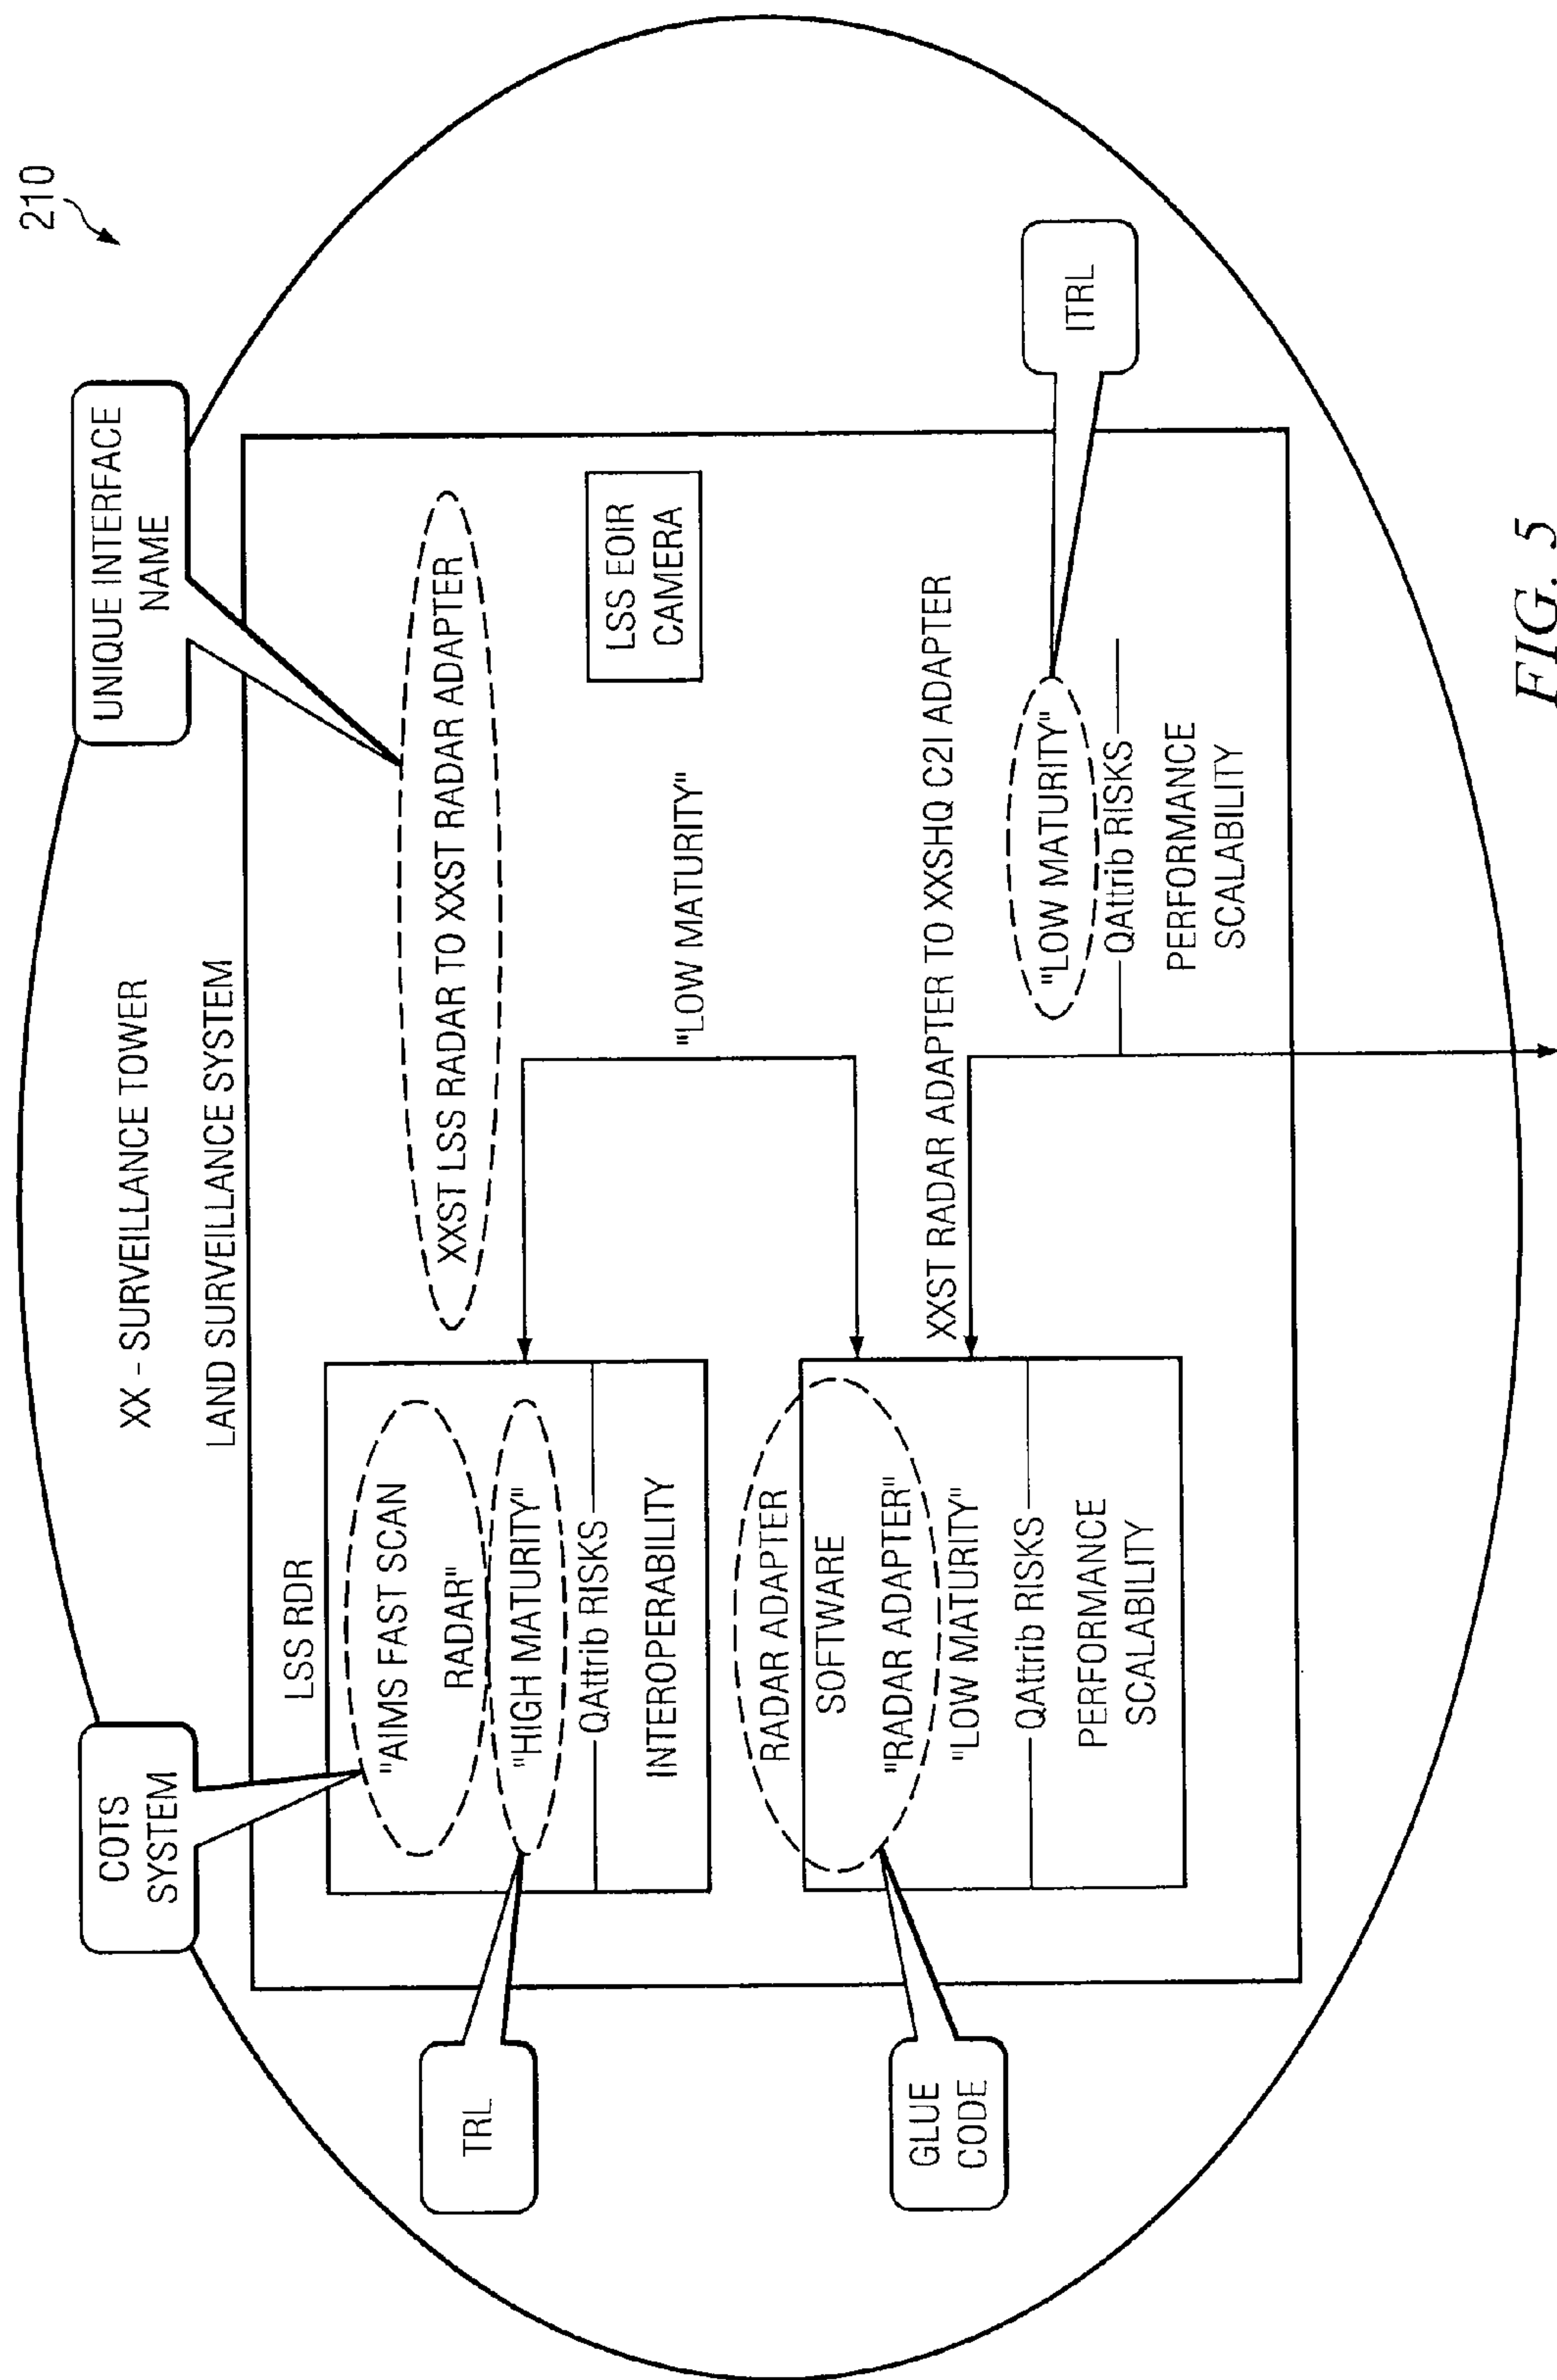 210
XX - SURVEILLANCE TOWER
LAND SURVEILLANCE SYSTEM
COTS
SYSTEM
UNIQUE INTERFACE
NAME
LSS RDR
"AIMS FAST SCAN
RADAR"
"HIGH MATURITY"
QAttrib RISKS
INTEROPERABILITY
TRL
XXST LSS RADAR TO XXST RADAR ADAPTER
LSS EOIR
CAMERA
"LOW MATURITY"
RADAR ADAPTER
SOFTWARE
"RADAR ADAPTER"
"LOW MATURITY"
QAttrib RISKS
PERFORMANCE
SCALABILITY
GLUE
CODE
XXST RADAR ADAPTER TO XXSHQ C2I ADAPTER
"LOW MATURITY"
QAttrib RISKS
PERFORMANCE
SCALABILITY
ITRL
FIG. 5